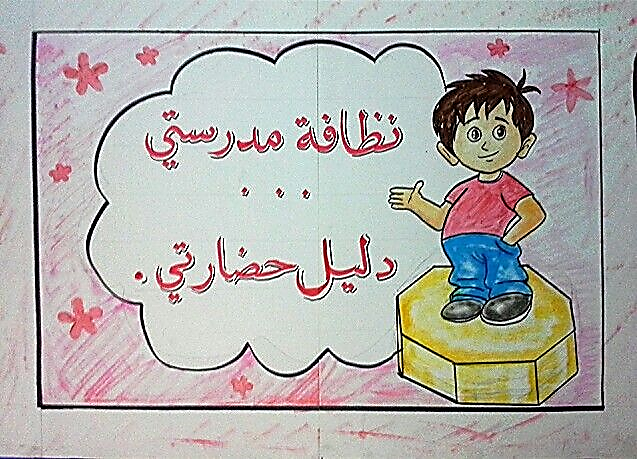 نظافة مدرستي
. . .
دليل حضارتي.